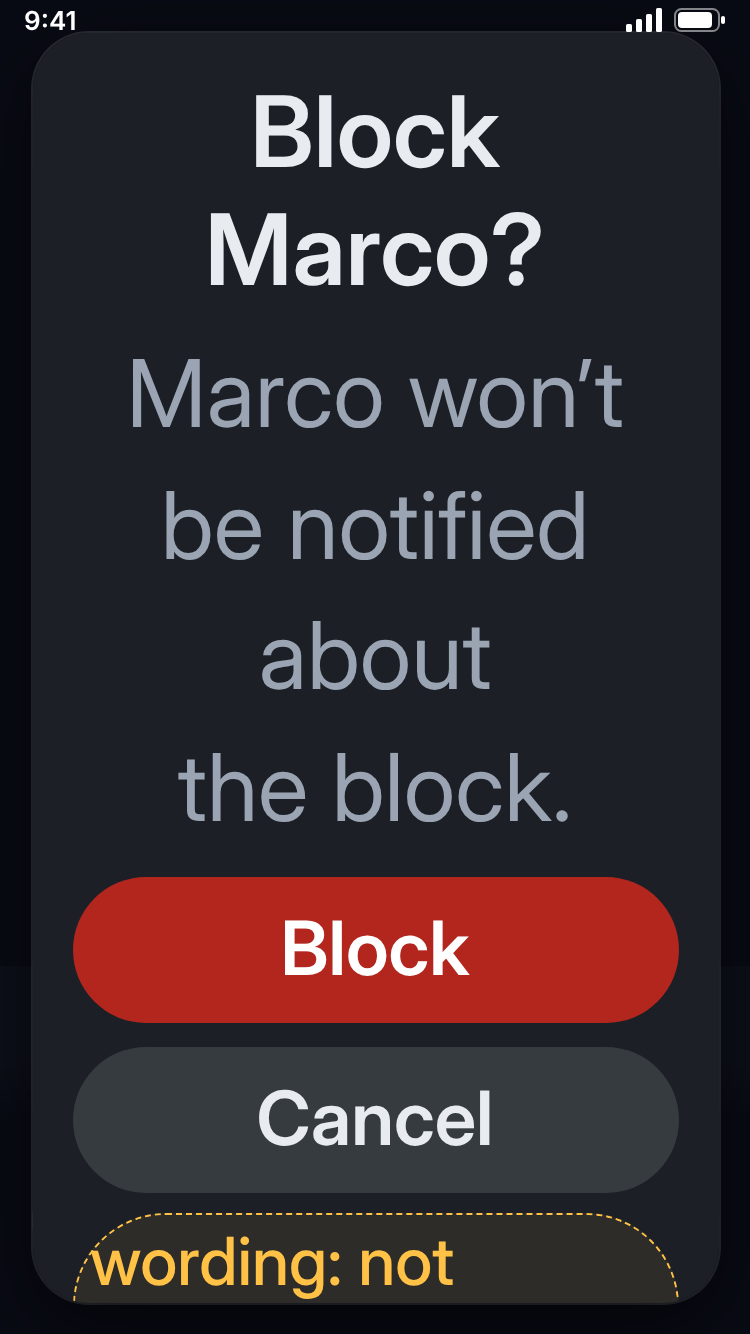 9:41
Block
Marco?
Marco won’t
be notified
about
the block.
Block
Cancel
wording: not